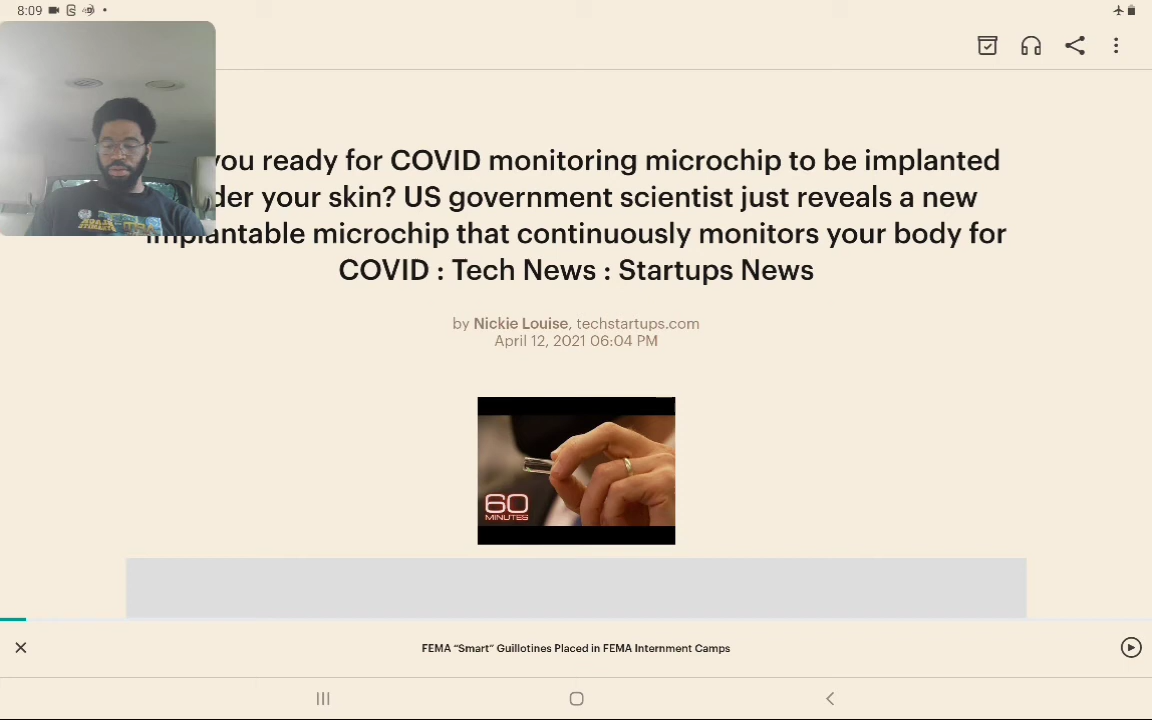 8:09
you ready for COVID monitoring microchip to be implanted
der your skin? US government scientist just reveals a new
implantable microchip that continuously monitors your body for
COVID : Tech News : Startups News
by Nickie Louise, techstartups.com
April 12, 2021 06:04 PM
60
MINUTES
FEMA “Smart” Guillotines Placed in FEMA Internment Camps